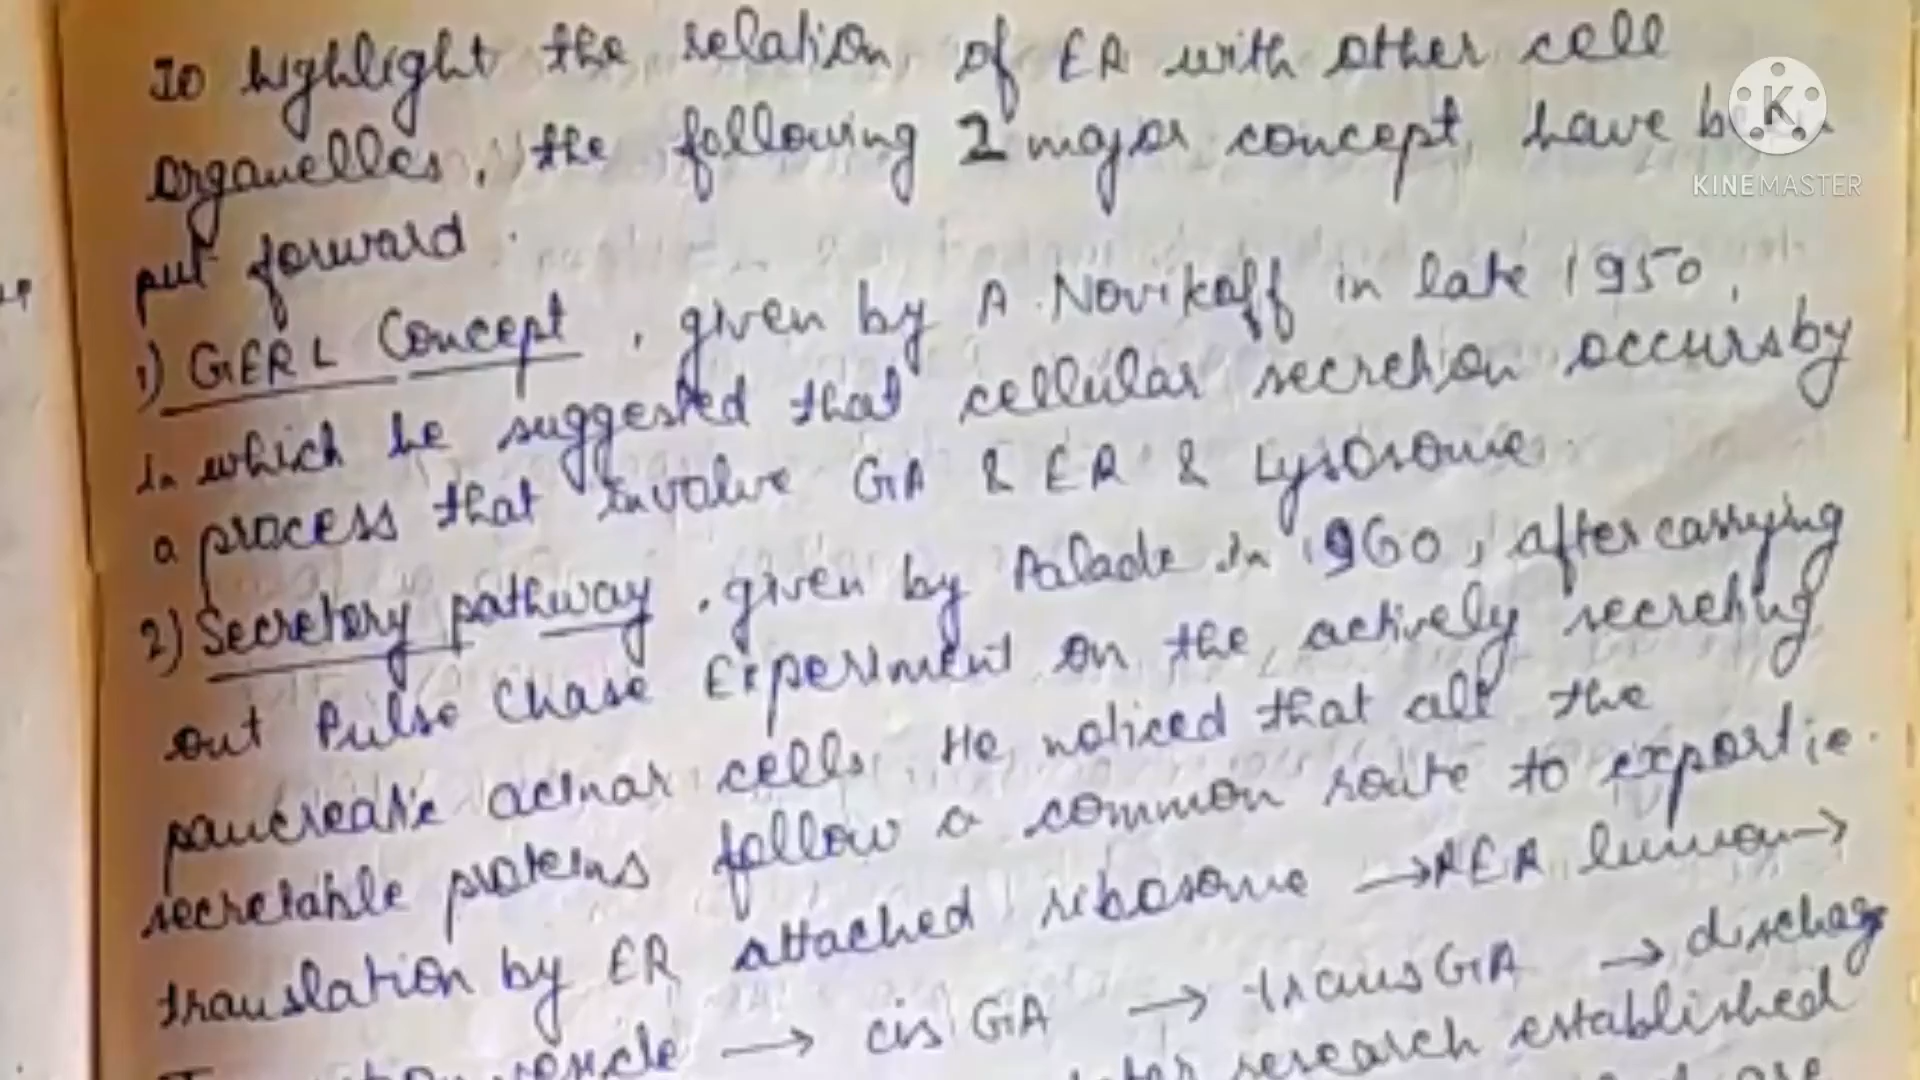 To highlight the relation of ER with other cell
organelles, the following 2 major concept have
put forward.
1) GERL Concept, given by A. Novikoff in late 1950,
in which he suggested that cellular secretion occurs by
a process that involve GA & ER & Lysosome.
2) Secretory pathway, given by Palade in 1960, after carrying
out Pulse Chase Experiment on the actively secreting
pancreatic acinar cells. He noticed that all the
secretable proteins follow a common route to export i.e.
translation by ER attached ribosome → RER lumen →
vesicle → cis GA → trans GA →
research established
K
KINEMASTER